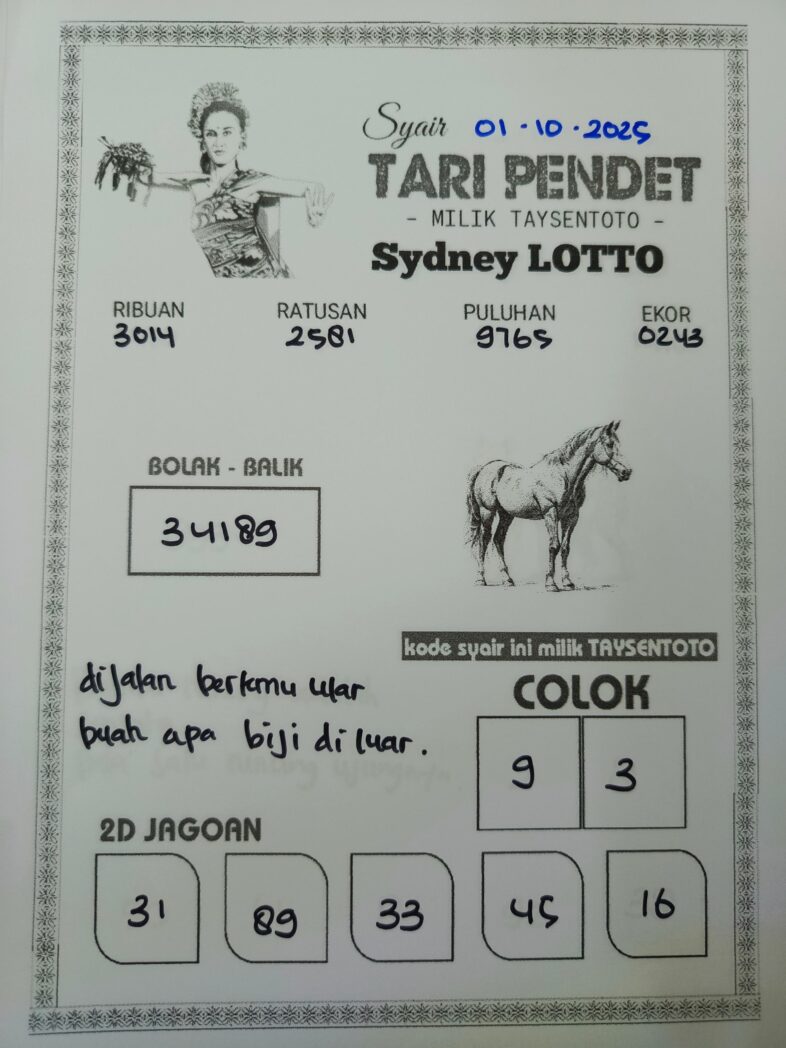 Syair 01-10-2025
TARI PENDET
- MILIK TAYSENTOTO -
Sydney LOTTO
RIBUAN RATUSAN PULUHAN EKOR
3014 2581 9765 0243
BOLAK - BALIK
34189
kode syair ini milik TAYSENTOTO
dijalan bertemu ular
buah apa biji diluar.
COLOK
9 3
2D JAGOAN
31 89 33 45 16